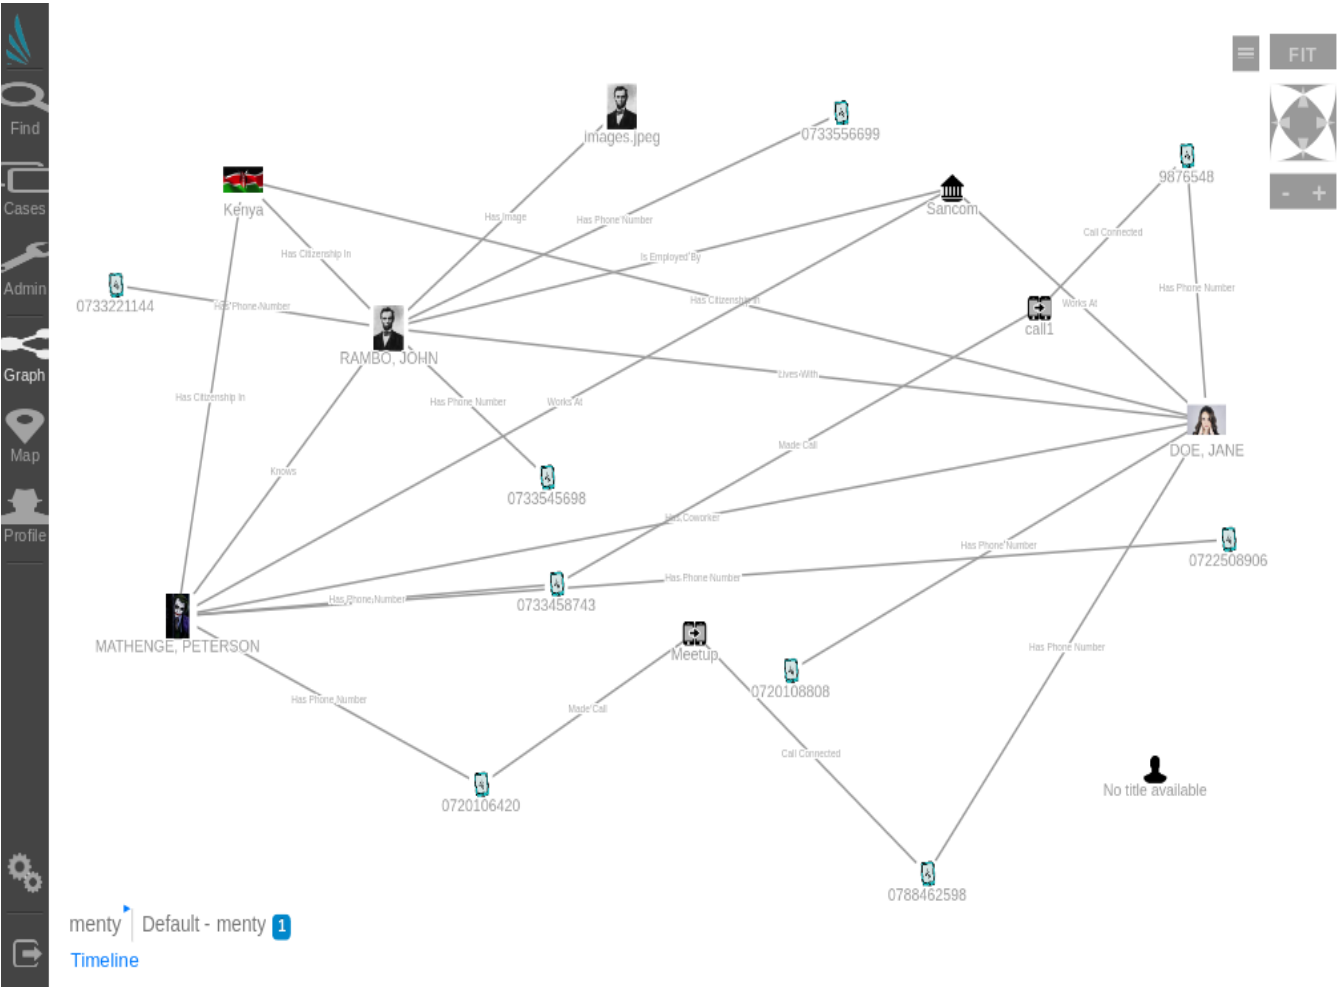 Find
Cases
Admin
Graph
Map
Profile
FIT
- +
images.jpeg
0733556699
9876548
Kenya
Sancom
Has Image
Has Phone Number
Call Connected
Has Citizenship In
Is Employed By
Has Phone Number
0733221144
Has Phone Number
Has Citizenship In
Works At
call1
RAMBO, JOHN
Lives With
Has Citizenship In
Has Phone Number
Works At
Made Call
DOE, JANE
Knows
0733545698
Has Coworker
Has Phone Number
0722508906
Has Phone Number
Has Phone Number
0733458743
MATHENGE, PETERSON
Meetup
Has Phone Number
0720108808
Has Phone Number
Made Call
Call Connected
No title available
0720106420
0788462598
menty Default - menty 1
Timeline